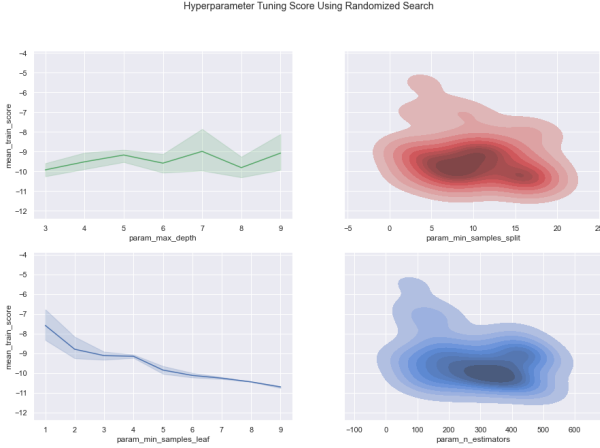 Hyperparameter Tuning Score Using Randomized Search
−4
−5
−6
−7
−8
−9
−10
−11
−12
mean_train_score
3 4 5 6 7 8 9
param_max_depth
−5 0 5 10 15 20 25
param_min_samples_split
−4
−5
−6
−7
−8
−9
−10
−11
−12
mean_train_score
1 2 3 4 5 6 7 8 9
param_min_samples_leaf
−100 0 100 200 300 400 500 600
param_n_estimators